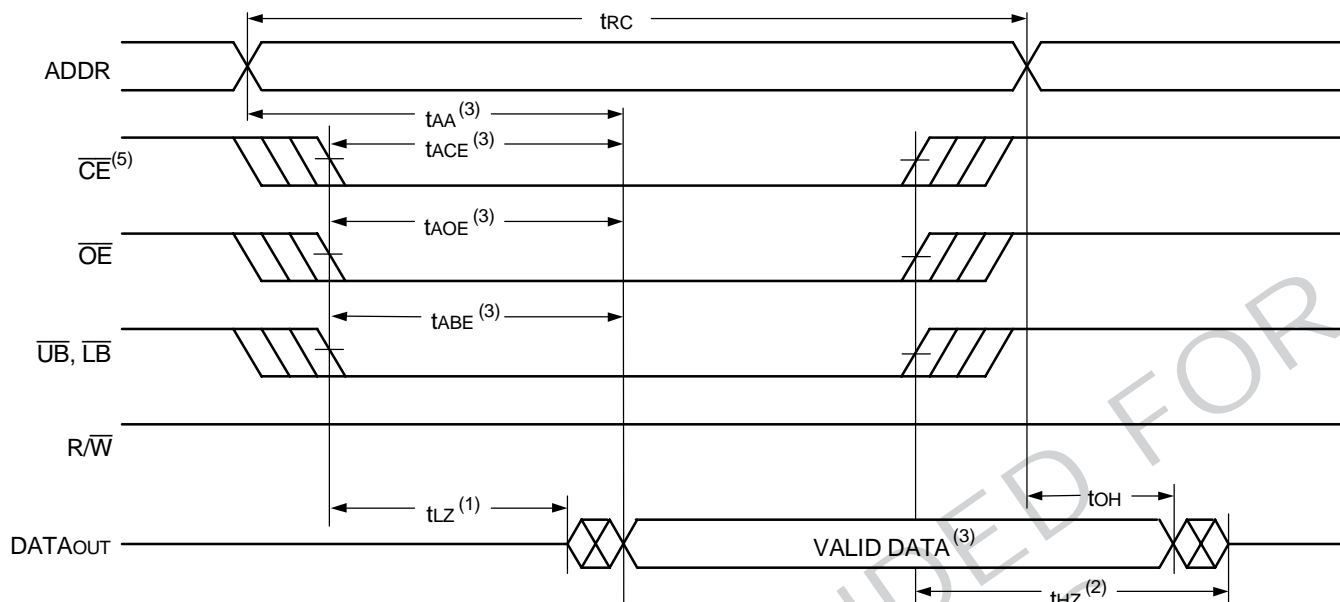 tRC
ADDR
tAA (3)
tACE (3)
CE(5)
tAOE (3)
OE
tABE (3)
UB, LB
R/W
tLZ (1)
tOH
DATAOUT
VALID DATA (3)
tHZ (2)
DED FOR